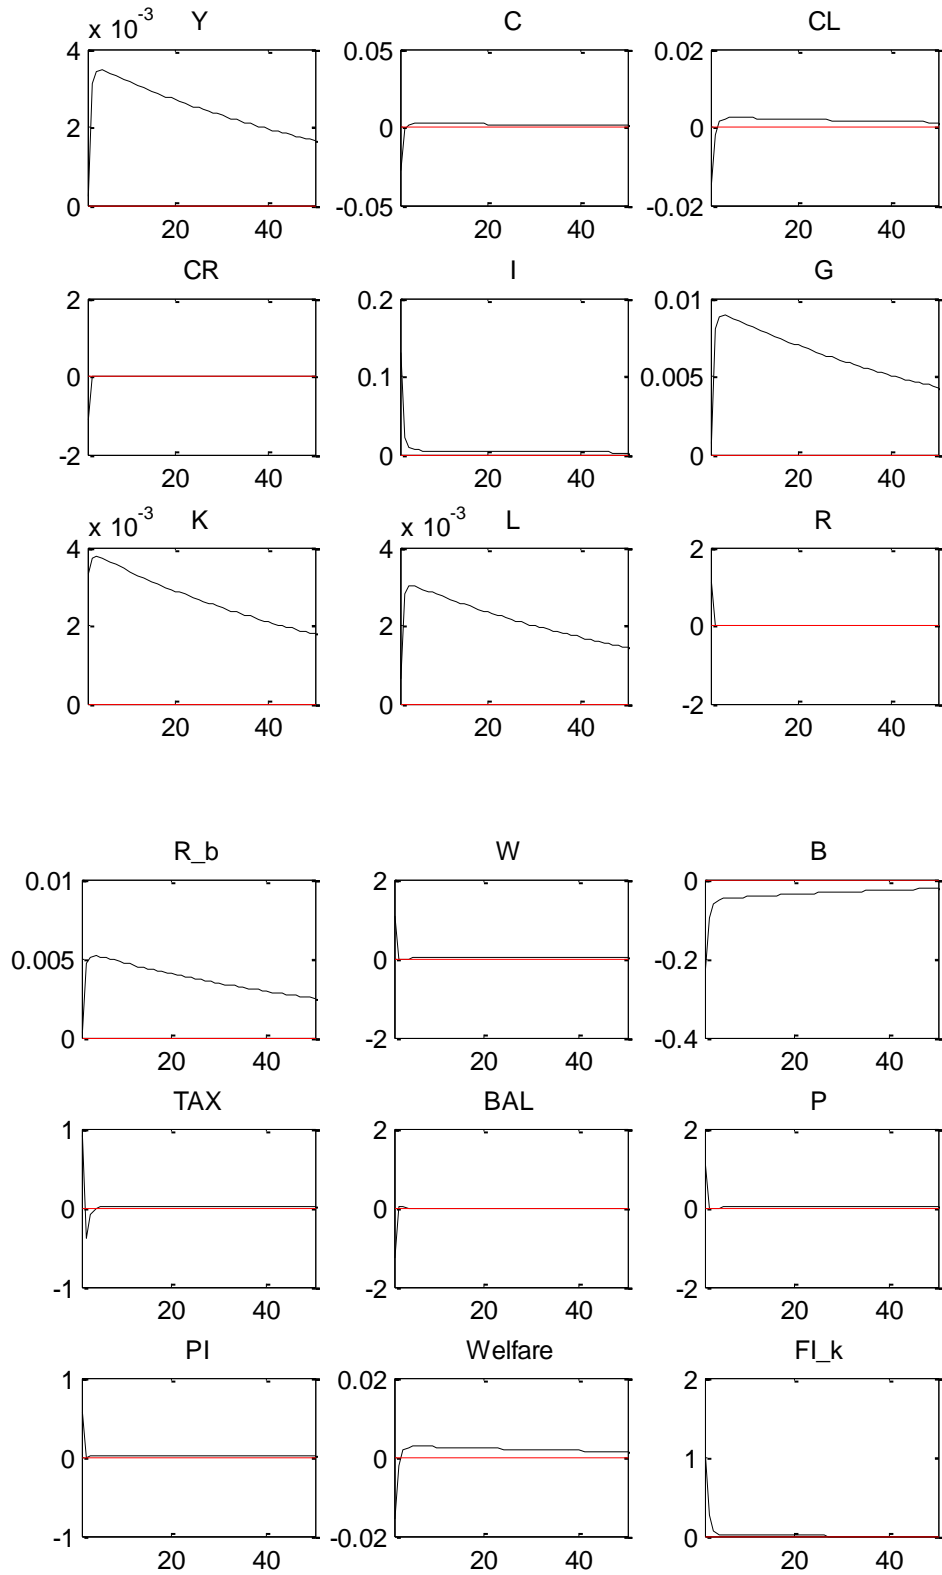 Y C CL
x 10^-3
4 0.05 0.02
2 0 0
0 -0.05 -0.02
20 40 20 40 20 40
CR I G
2 0.2 0.01
0 0.1 0.005
-2 0 0
20 40 20 40 20 40
K L R
x 10^-3 x 10^-3
4 4 2
2 2 0
0 0 -2
20 40 20 40 20 40
R_b W B
0.01 2 0
0.005 0 -0.2
0 -2 -0.4
20 40 20 40 20 40
TAX BAL P
1 2 2
0 0 0
-1 -2 -2
20 40 20 40 20 40
PI Welfare FI_k
1 0.02 2
0 0 1
-1 -0.02 0
20 40 20 40 20 40